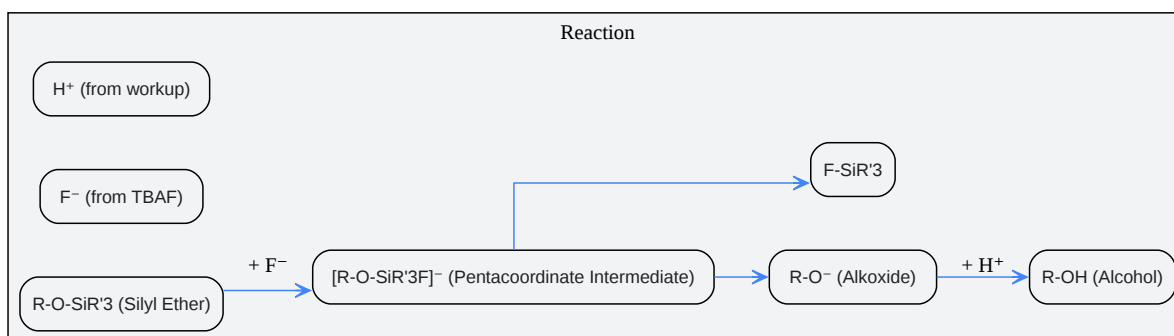 Reaction
H⁺ (from workup)
F⁻ (from TBAF)
F-SiR'3
R-O-SiR'3 (Silyl Ether)
+ F⁻
[R-O-SiR'3F]⁻ (Pentacoordinate Intermediate)
R-O⁻ (Alkoxide)
+ H⁺
R-OH (Alcohol)